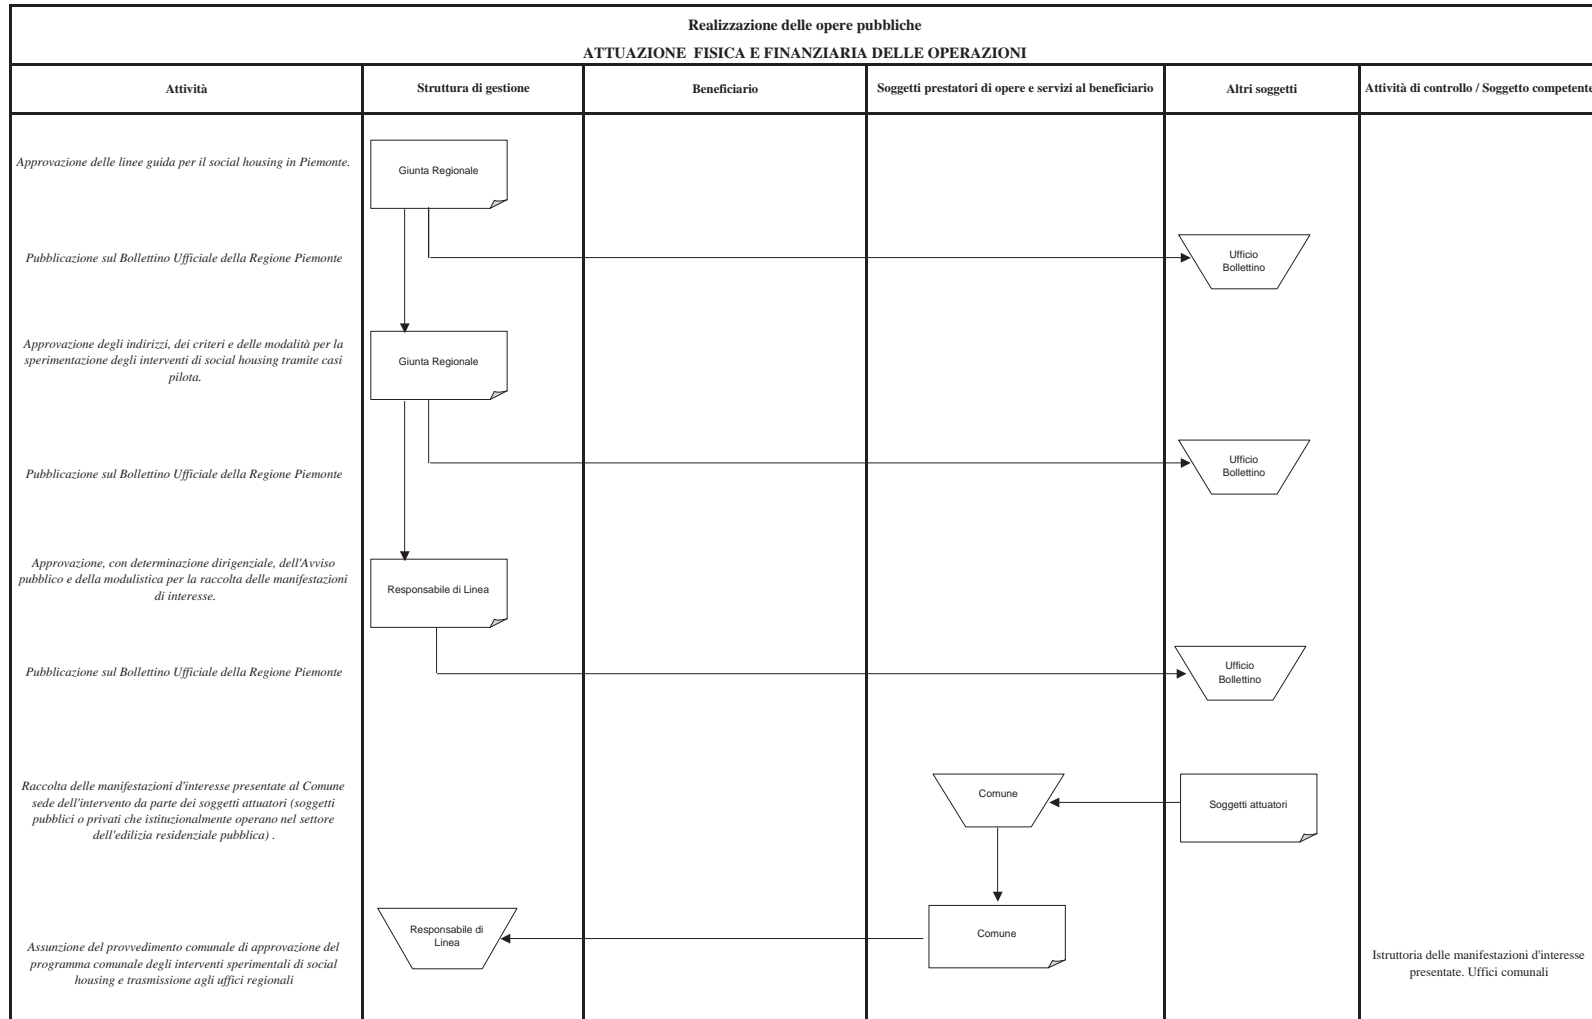 Realizzazione delle opere pubbliche
ATTUAZIONE FISICA E FINANZIARIA DELLE OPERAZIONI
Attività
Struttura di gestione
Beneficiario
Soggetti prestatori di opere e servizi al beneficiario
Altri soggetti
Attività di controllo / Soggetto competente
Approvazione delle linee guida per il social housing in Piemonte.
Giunta Regionale
Pubblicazione sul Bollettino Ufficiale della Regione Piemonte
Ufficio
Bollettino
Approvazione degli indirizzi, dei criteri e delle modalità per la
sperimentazione degli interventi di social housing tramite casi
pilota.
Giunta Regionale
Pubblicazione sul Bollettino Ufficiale della Regione Piemonte
Ufficio
Bollettino
Approvazione, con determinazione dirigenziale, dell'Avviso
pubblico e della modulistica per la raccolta delle manifestazioni
di interesse.
Responsabile di Linea
Pubblicazione sul Bollettino Ufficiale della Regione Piemonte
Ufficio
Bollettino
Raccolta delle manifestazioni d'interesse presentate al Comune
sede dell'intervento da parte dei soggetti attuatori (soggetti
pubblici o privati che istituzionalmente operano nel settore
dell'edilizia residenziale pubblica) .
Comune
Soggetti attuatori
Assunzione del provvedimento comunale di approvazione del
programma comunale degli interventi sperimentali di social
housing e trasmissione agli uffici regionali
Responsabile di
Linea
Comune
Istruttoria delle manifestazioni d'interesse
presentate. Uffici comunali